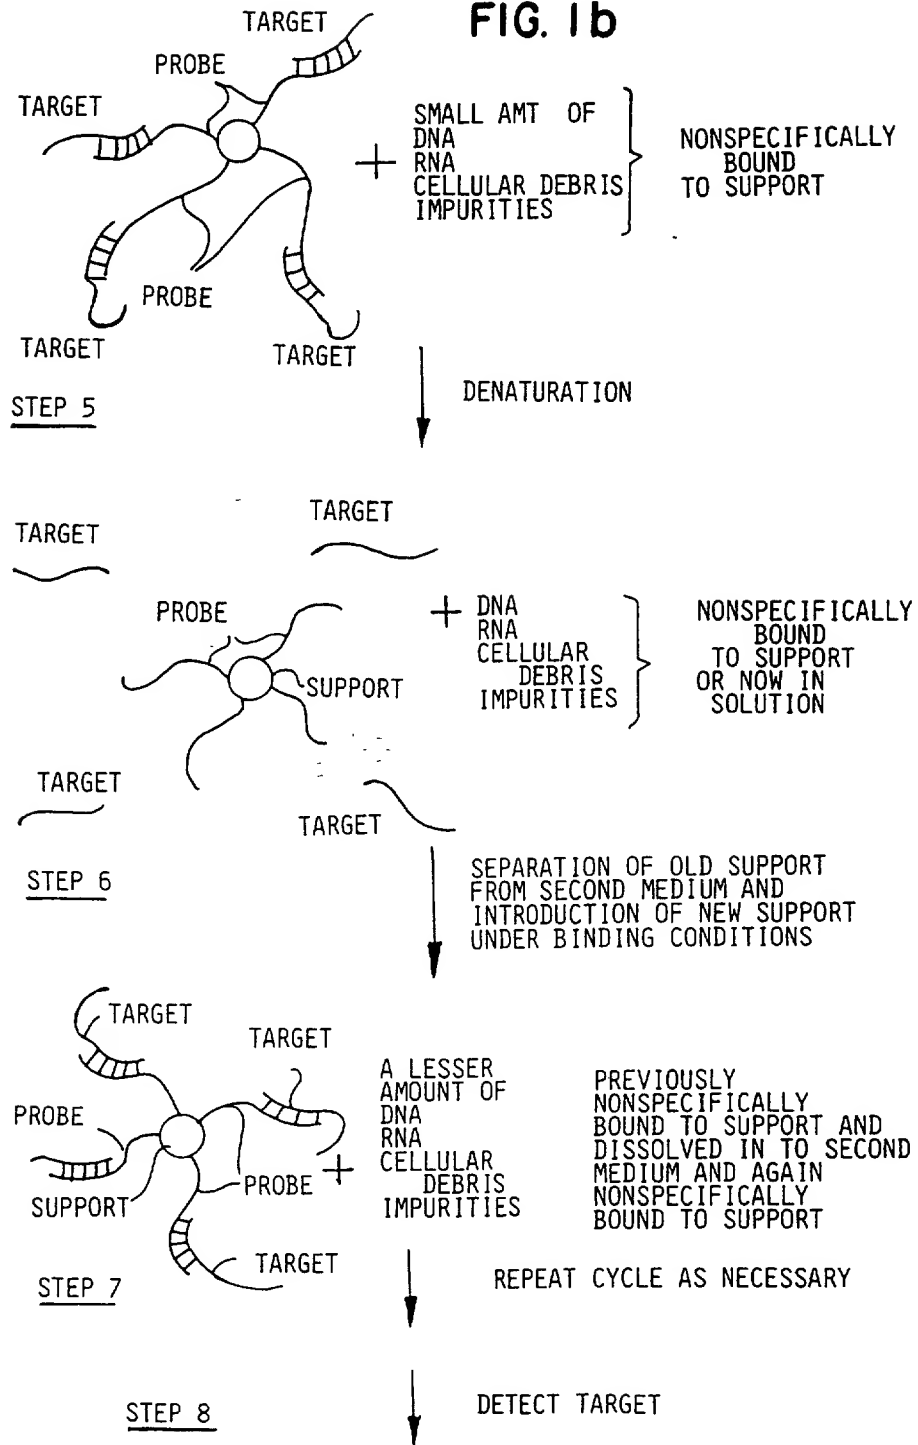 FIG. 1b
TARGET
PROBE
TARGET
SMALL AMT OF
DNA
RNA
CELLULAR DEBRIS
IMPURITIES
NONSPECIFICALLY
BOUND
TO SUPPORT
+
PROBE
TARGET
TARGET
STEP 5
DENATURATION
TARGET
TARGET
PROBE
SUPPORT
+
DNA
RNA
CELLULAR
DEBRIS
IMPURITIES
NONSPECIFICALLY
BOUND
TO SUPPORT
OR NOW IN
SOLUTION
TARGET
TARGET
STEP 6
SEPARATION OF OLD SUPPORT
FROM SECOND MEDIUM AND
INTRODUCTION OF NEW SUPPORT
UNDER BINDING CONDITIONS
TARGET
TARGET
PROBE
SUPPORT
PROBE
+
TARGET
A LESSER
AMOUNT OF
DNA
RNA
CELLULAR
DEBRIS
IMPURITIES
PREVIOUSLY
NONSPECIFICALLY
BOUND TO SUPPORT AND
DISSOLVED IN TO SECOND
MEDIUM AND AGAIN
NONSPECIFICALLY
BOUND TO SUPPORT
STEP 7
REPEAT CYCLE AS NECESSARY
STEP 8
DETECT TARGET